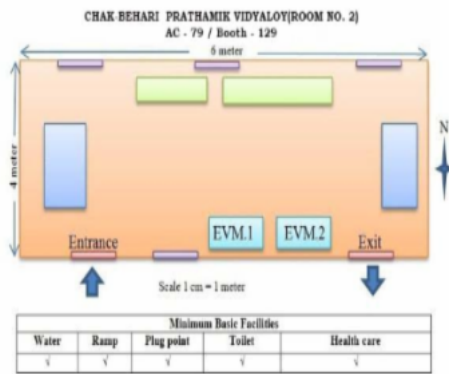 CHAK-BEHARI PRATHAMIK VIDYALOY(ROOM NO. 2)
AC - 79 / Booth - 129
6 meter
4 meter
N
EVM.1 EVM.2
Entrance Exit
Scale 1 cm = 1 meter
Minimum Basic Facilities
Water Ramp Plug point Toilet Health care
√ √ √ √ √